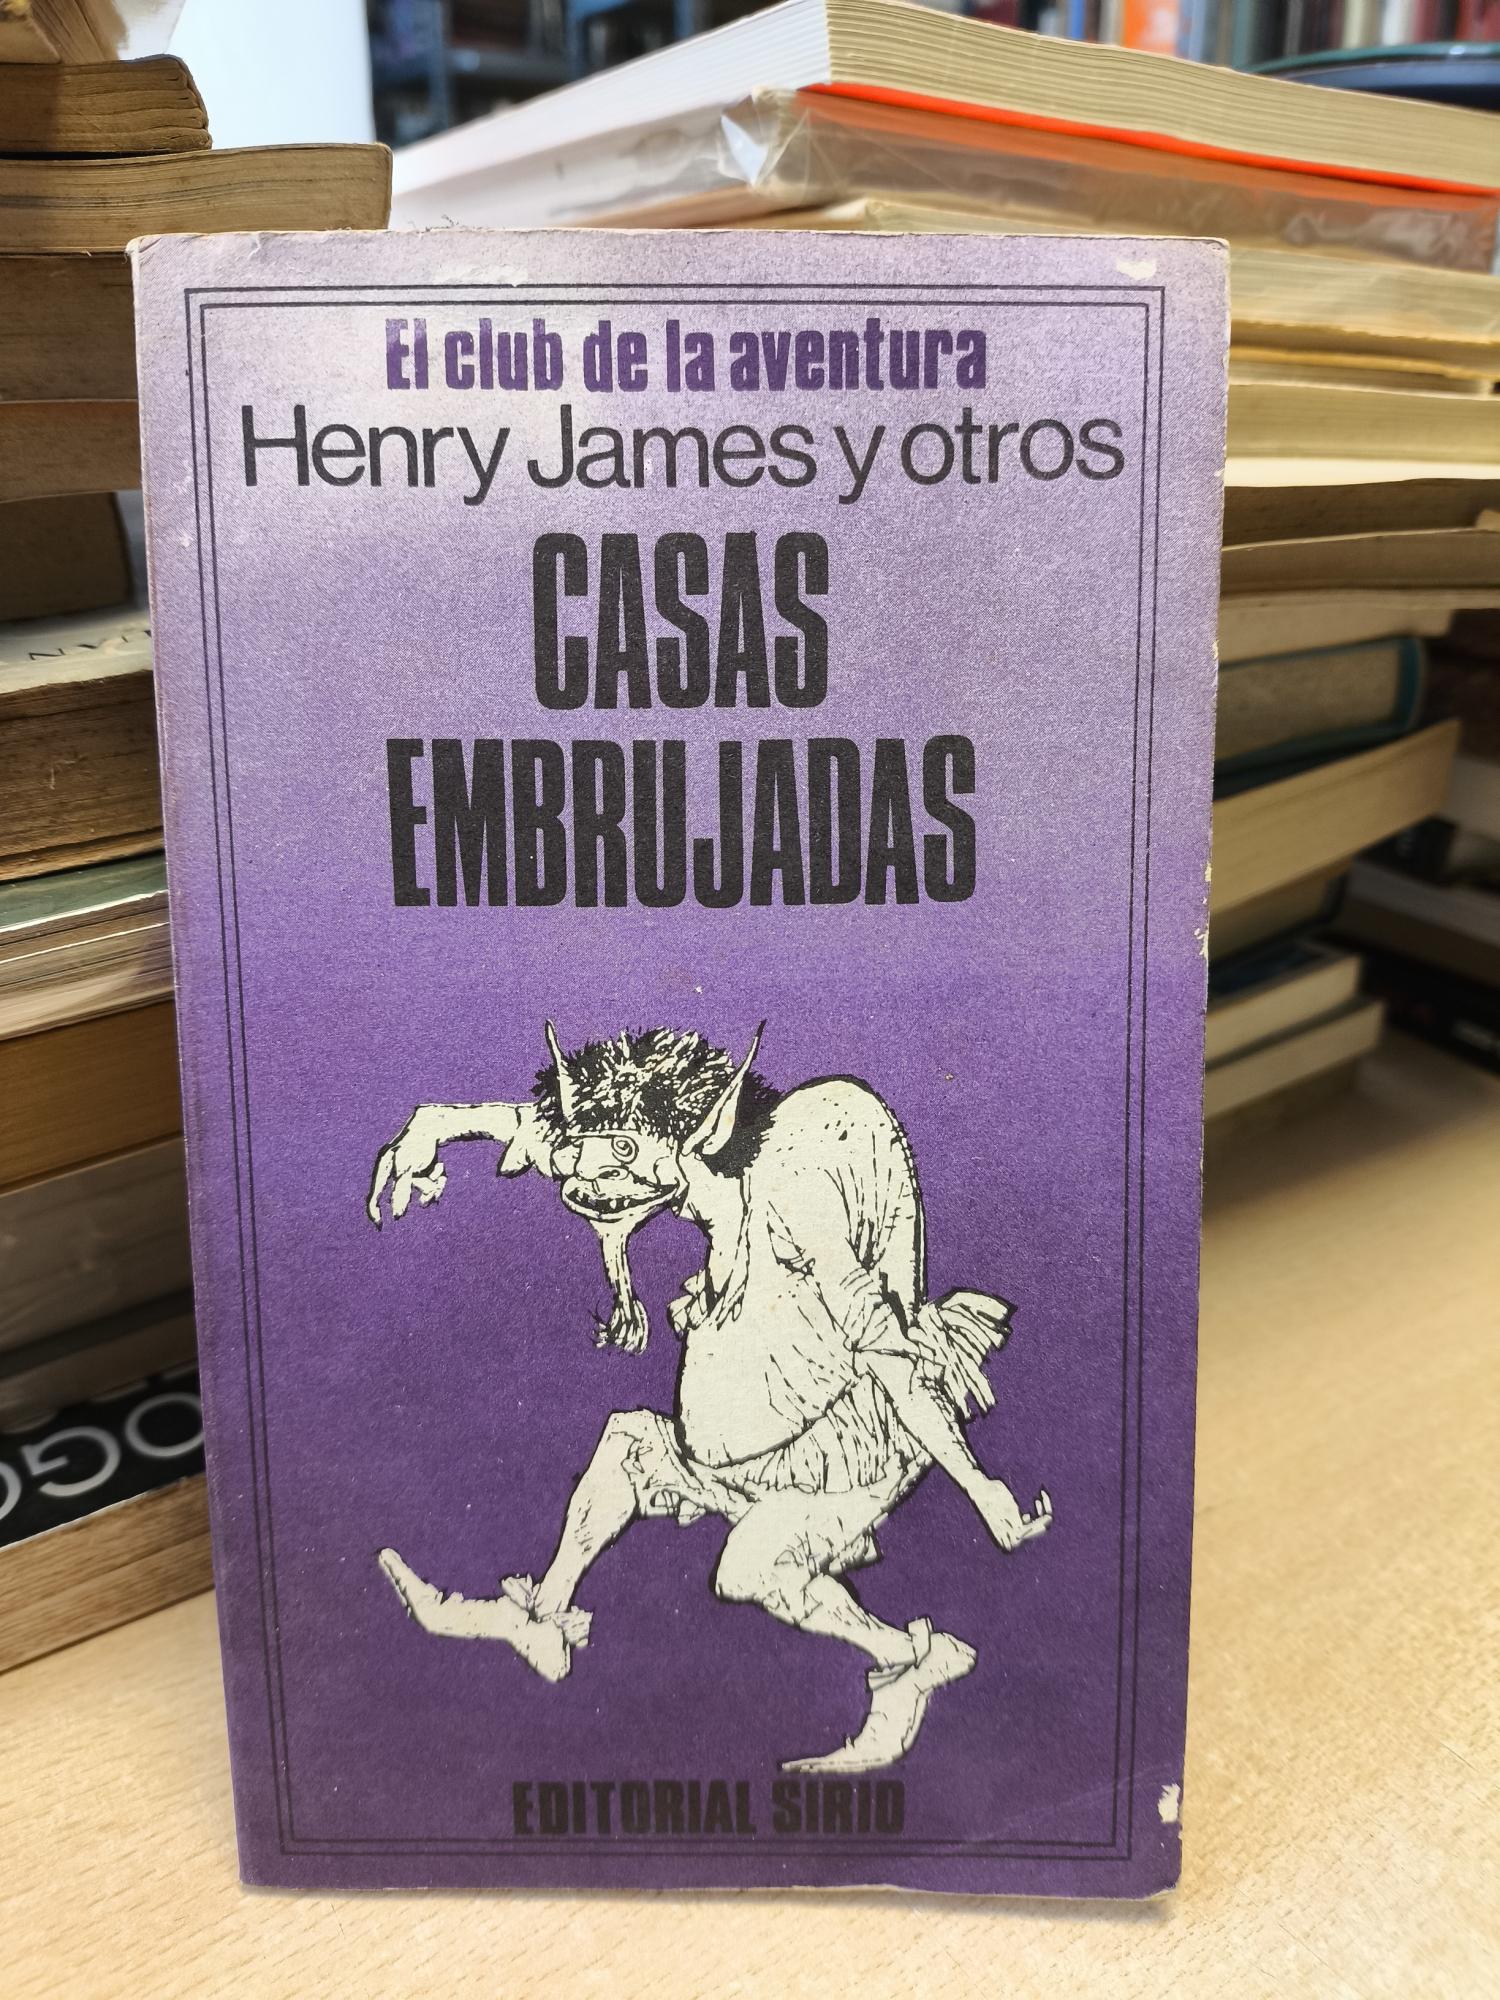 El club de la aventura
Henry James y otros
CASAS
EMBRUJADAS
EDITORIAL SIRIO